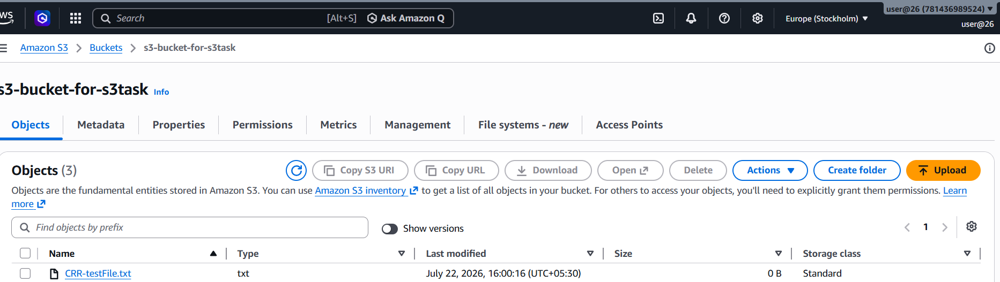 WS
Search [Alt+S] Ask Amazon Q Europe (Stockholm) user@26 (781436989524)
user@26
Amazon S3 Buckets s3-bucket-for-s3task
s3-bucket-for-s3task Info
Objects Metadata Properties Permissions Metrics Management File systems - new Access Points
Objects (3) Copy S3 URI Copy URL Download Open Delete Actions Create folder Upload
Objects are the fundamental entities stored in Amazon S3. You can use Amazon S3 inventory to get a list of all objects in your bucket. For others to access your objects, you'll need to explicitly grant them permissions. Learn
more
Find objects by prefix Show versions 1
Name Type Last modified Size Storage class
CRR-testFile.txt txt July 22, 2026, 16:00:16 (UTC+05:30) 0 B Standard